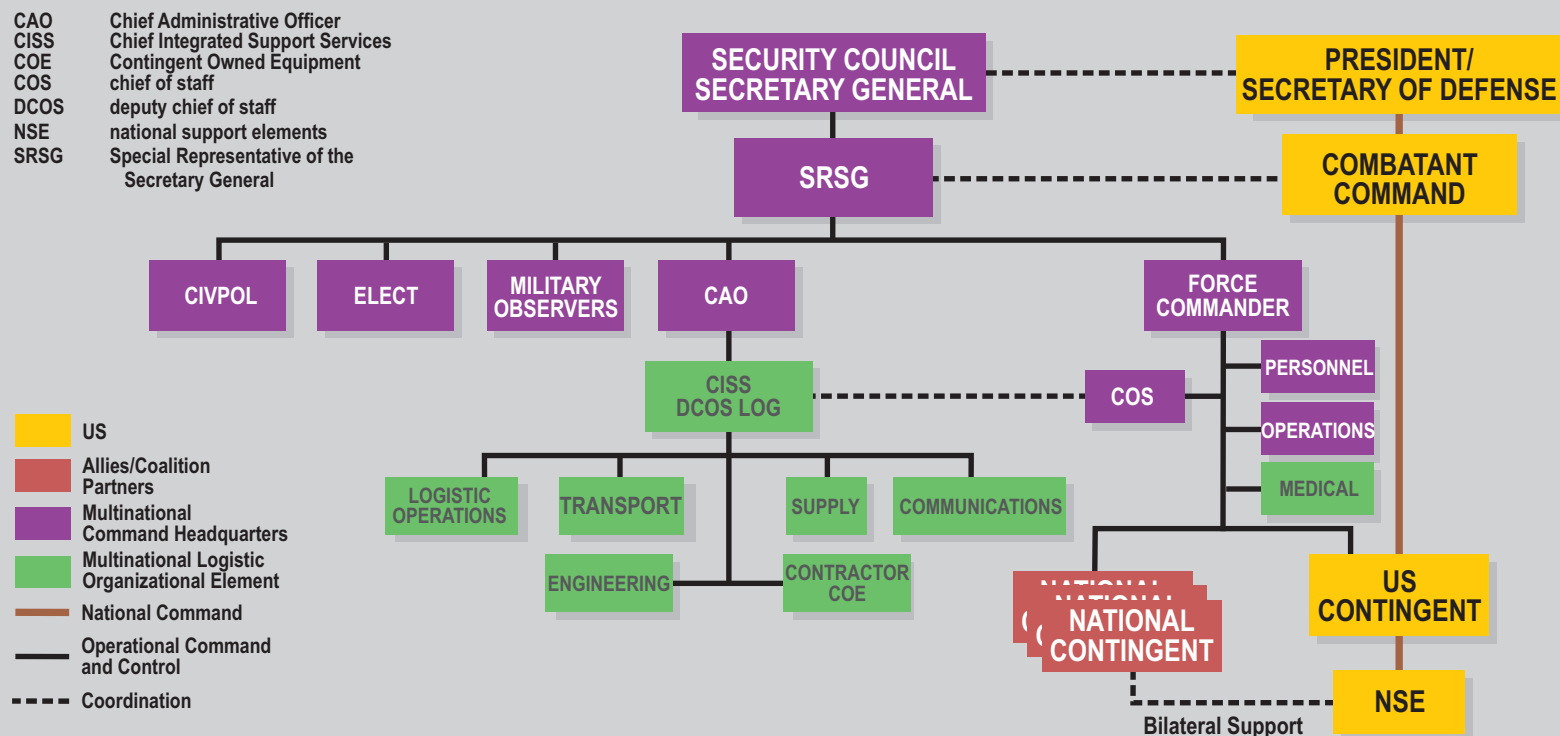 CAO Chief Administrative Officer
CISS Chief Integrated Support Services
COE Contingent Owned Equipment
COS chief of staff
DCOS deputy chief of staff
NSE national support elements
SRSG Special Representative of the
Secretary General
SECURITY COUNCIL
SECRETARY GENERAL
PRESIDENT/
SECRETARY OF DEFENSE
SRSG
COMBATANT
COMMAND
CIVPOL
ELECT
MILITARY
OBSERVERS
CAO
FORCE
COMMANDER
CISS
DCOS LOG
COS
PERSONNEL
OPERATIONS
MEDICAL
LOGISTIC
OPERATIONS
TRANSPORT
SUPPLY
COMMUNICATIONS
ENGINEERING
CONTRACTOR
COE
NATIONAL
NATIONAL
NATIONAL
CONTINGENT
US
CONTINGENT
NSE
Bilateral Support
US
Allies/Coalition
Partners
Multinational
Command Headquarters
Multinational Logistic
Organizational Element
National Command
Operational Command
and Control
Coordination